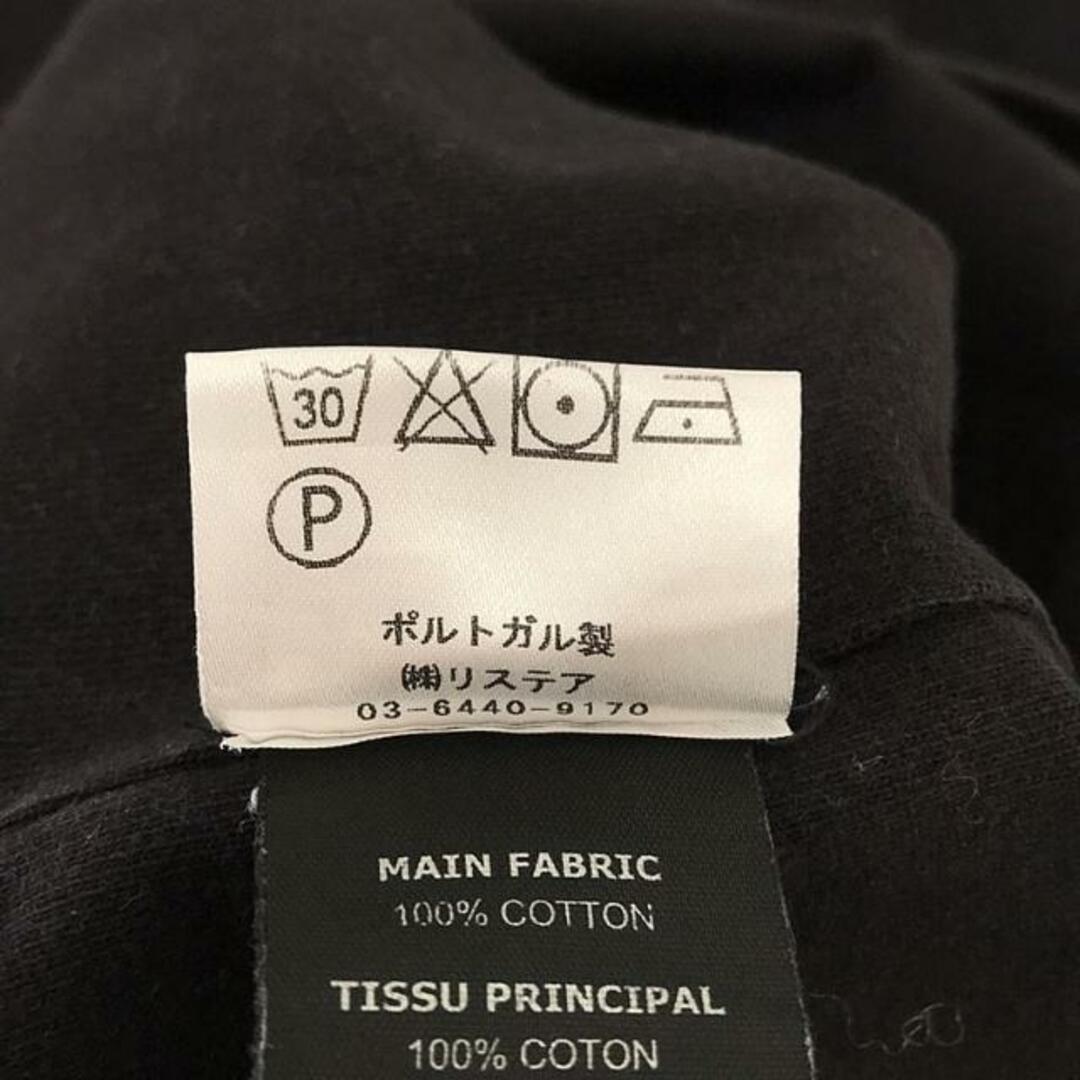 30
P
ポルトガル製
㈱リステア
03-6440-9170
MAIN FABRIC
100% COTTON
TISSU PRINCIPAL
100% COTON